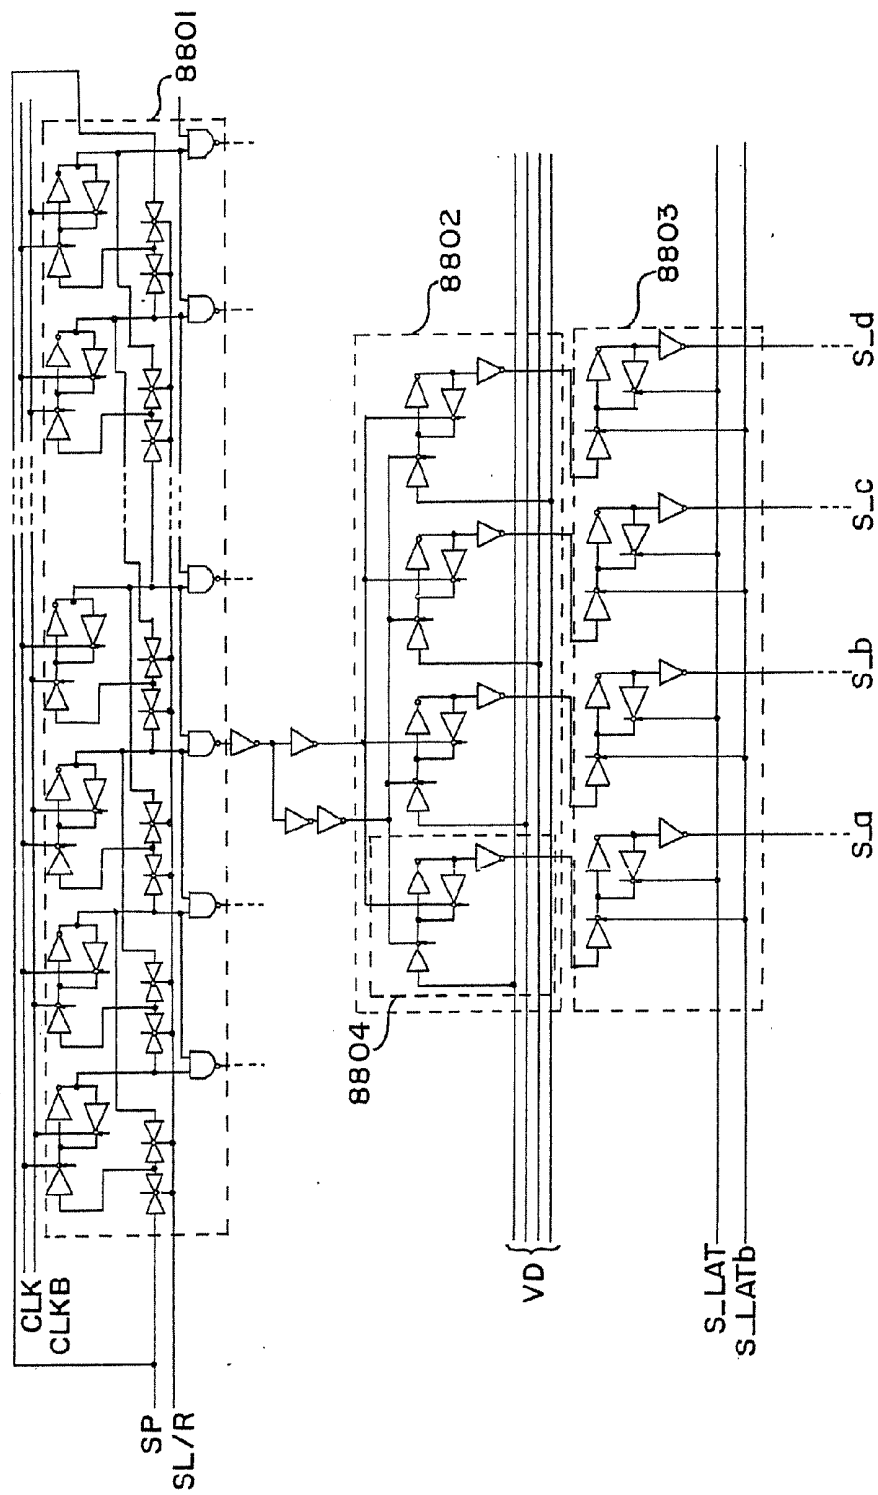 8801
CLK
CLKB
SP
SL/R
8802
8804
VD
8803
S_LAT
S_LATb
S_a
S_b
S_c
S_d